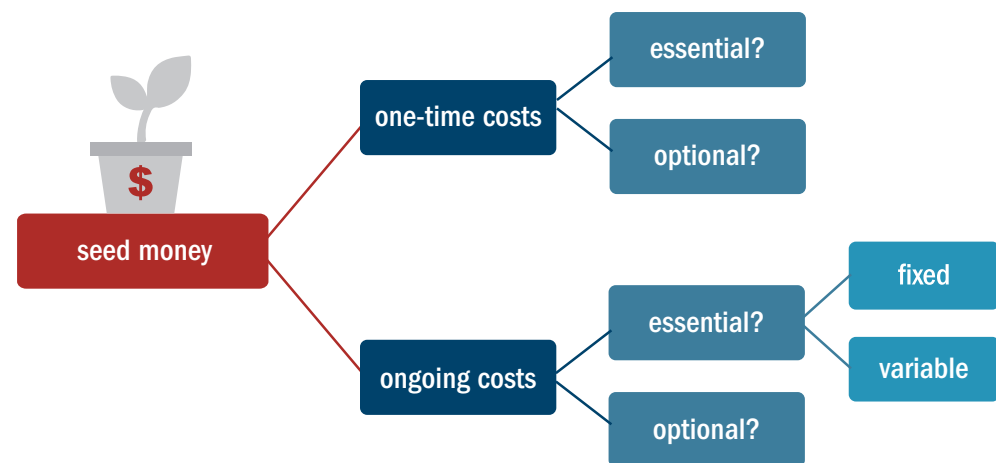 $
seed money
one-time costs
essential?
optional?
ongoing costs
essential?
fixed
variable
optional?